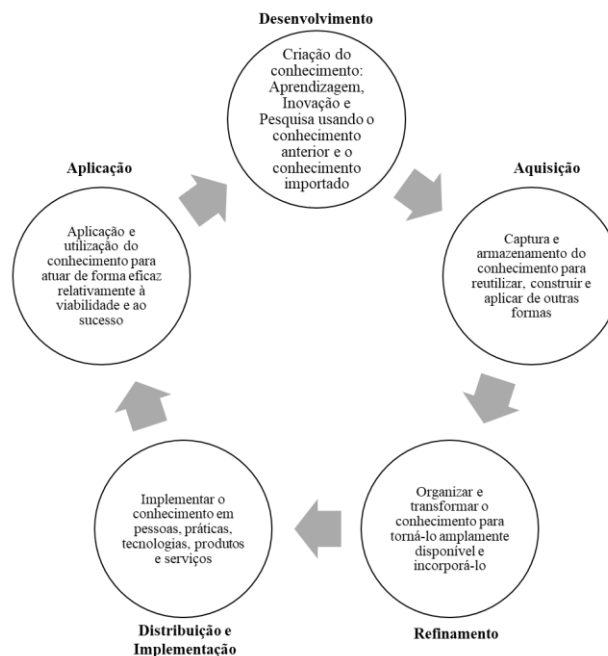 Desenvolvimento
Criação do
conhecimento:
Aprendizagem,
Inovação e
Pesquisa usando o
conhecimento
anterior e o
conhecimento
importado
Aquisição
Captura e
armazenamento do
conhecimento para
reutilizar, construir e
aplicar de outras
formas
Organizar e
transformar o
conhecimento para
torná-lo amplamente
disponível e
incorporá-lo
Refinamento
Implementar o
conhecimento em
pessoas, práticas,
tecnologias, produtos
e serviços
Distribuição e
Implementação
Aplicação
Aplicação e
utilização do
conhecimento para
atuar de forma eficaz
relativamente à
viabilidade e ao
sucesso